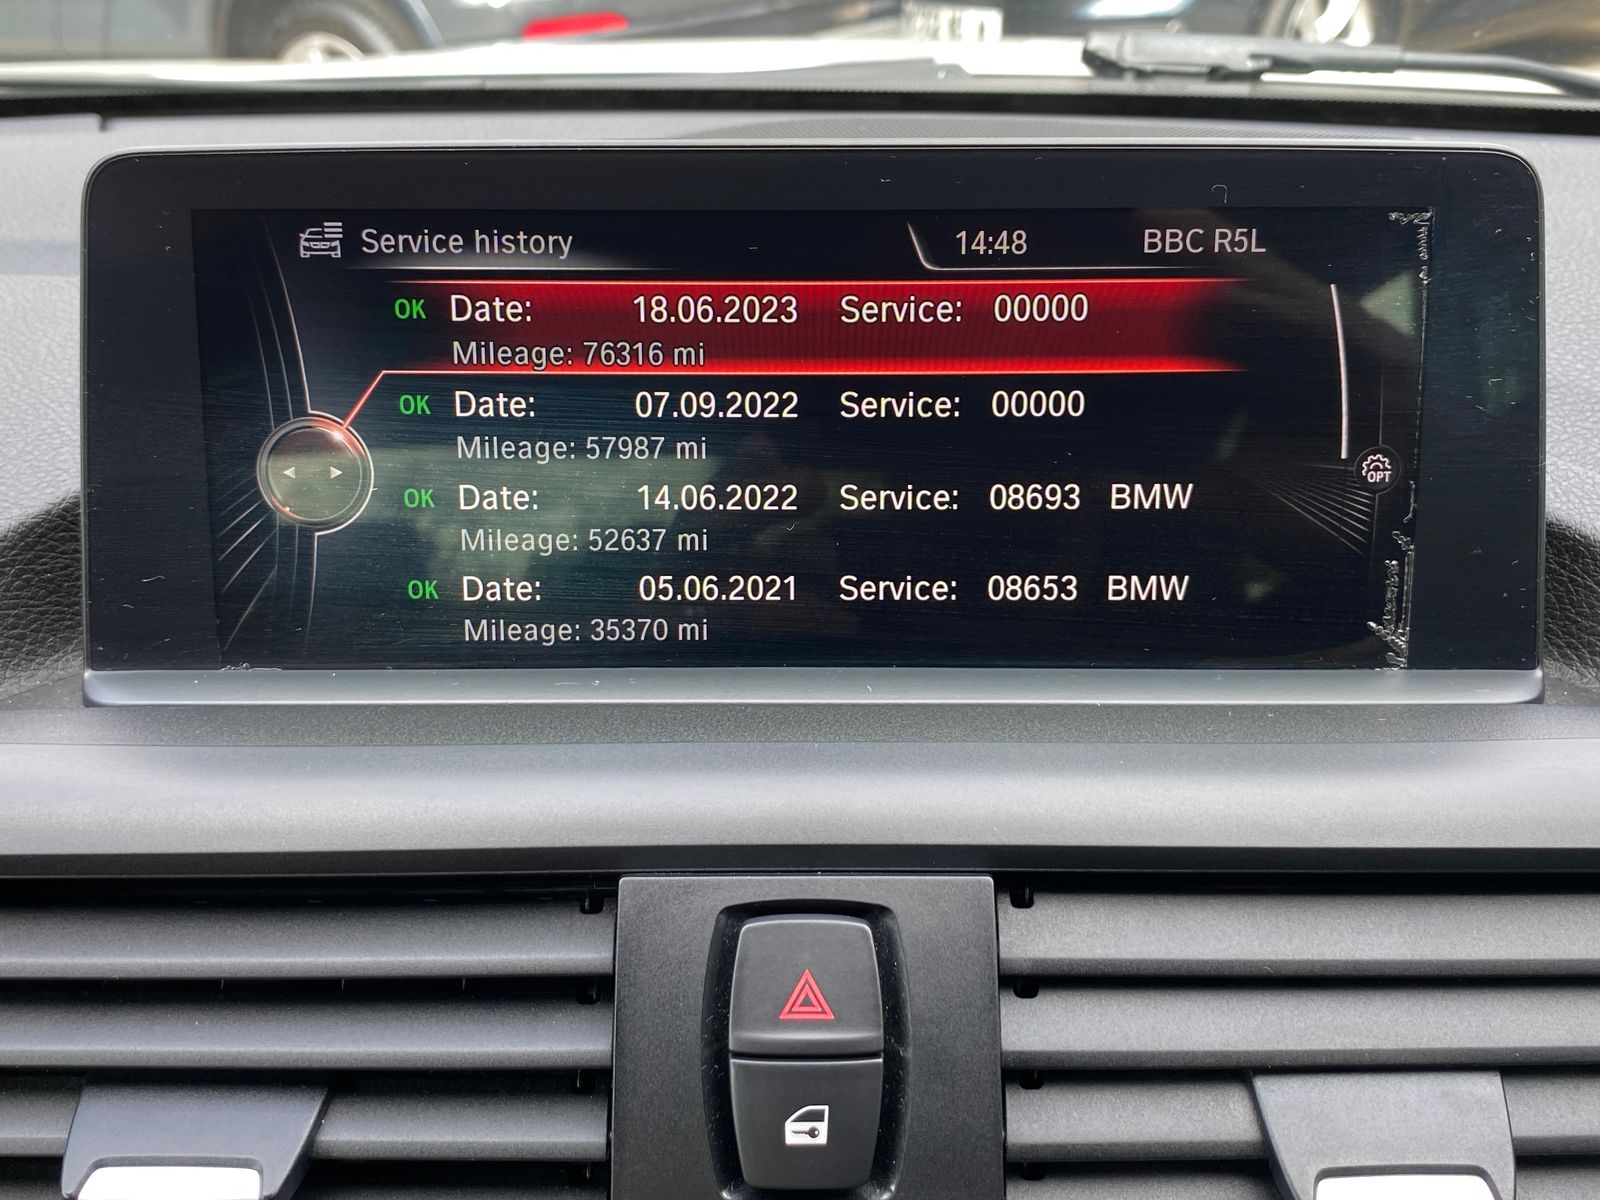 Service history 14:48 BBC R5L
OK Date: 18.06.2023 Service: 00000
Mileage: 76316 mi
OK Date: 07.09.2022 Service: 00000
Mileage: 57987 mi
OK Date: 14.06.2022 Service: 08693 BMW
Mileage: 52637 mi
OPT
OK Date: 05.06.2021 Service: 08653 BMW
Mileage: 35370 mi